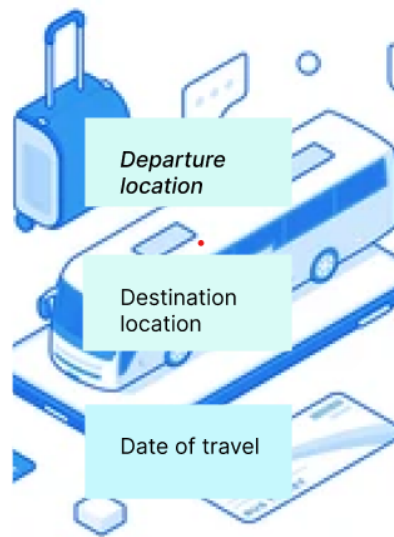 Departure
location
Destination
location
Date of travel